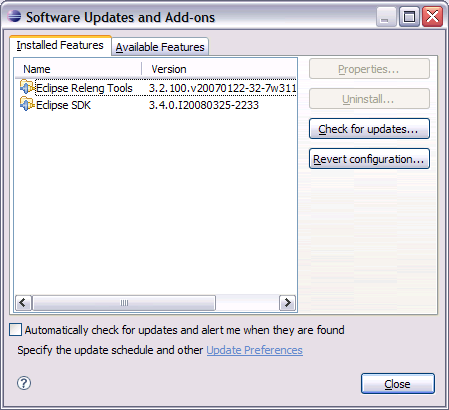 Software Updates and Add-ons
Installed Features Available Features
Name Version
Eclipse Releng Tools 3.2.100.v20070122-32-7w311
Eclipse SDK 3.4.0.I20080325-2233
Properties...
Uninstall...
Check for updates...
Revert configuration...
Automatically check for updates and alert me when they are found
Specify the update schedule and other Update Preferences
? Close